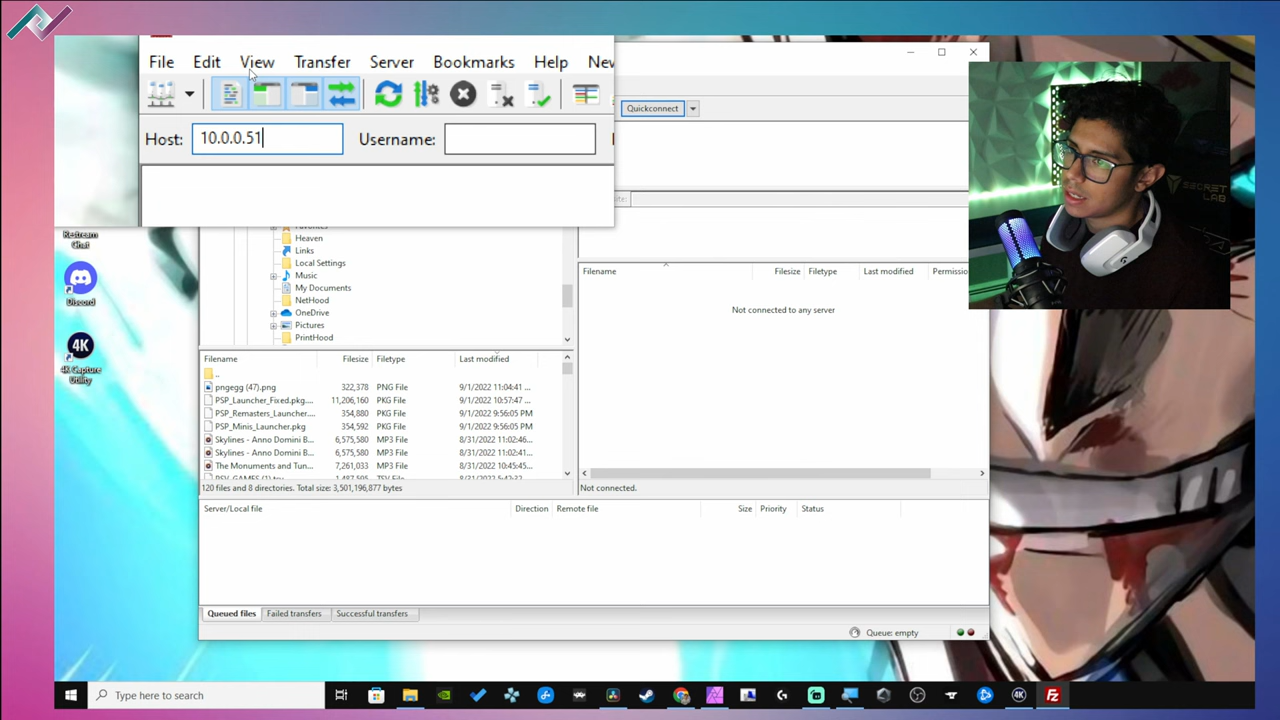 File Edit View Transfer Server Bookmarks Help
Host: 10.0.0.51 Username:
Quickconnect
Heaven
Links
Local Settings
Music
My Documents
NetHood
OneDrive
Pictures
PrintHood
Filename Filesize Filetype Last modified
..
pngegg (47).png 322,378 PNG File 9/1/2022 11:04:41 ...
PSP_Launcher_Fixed.pkg.... 11,206,160 PKG File 9/1/2022 10:57:47 ...
PSP_Remasters_Launcher... 354,880 PKG File 9/1/2022 9:56:05 PM
PSP_Minis_Launcher.pkg 354,592 PKG File 9/1/2022 9:56:05 PM
Skylines - Anno Domini B... 6,575,580 MP3 File 8/31/2022 11:02:46...
Skylines - Anno Domini B... 6,575,580 MP3 File 8/31/2022 11:02:41...
The Monuments and Tun... 7,261,033 MP3 File 8/31/2022 10:45:45...
120 files and 8 directories. Total size: 3,501,196,877 bytes
Filename Filesize Filetype Last modified Permissio
Not connected to any server
Not connected.
Server/Local file Direction Remote file Size Priority Status
Queued files Failed transfers Successful transfers
Queue: empty
Restream
Chat
Discord
4K
4K Capture
Utility
SECRET
LAB
Type here to search
4K
Fz